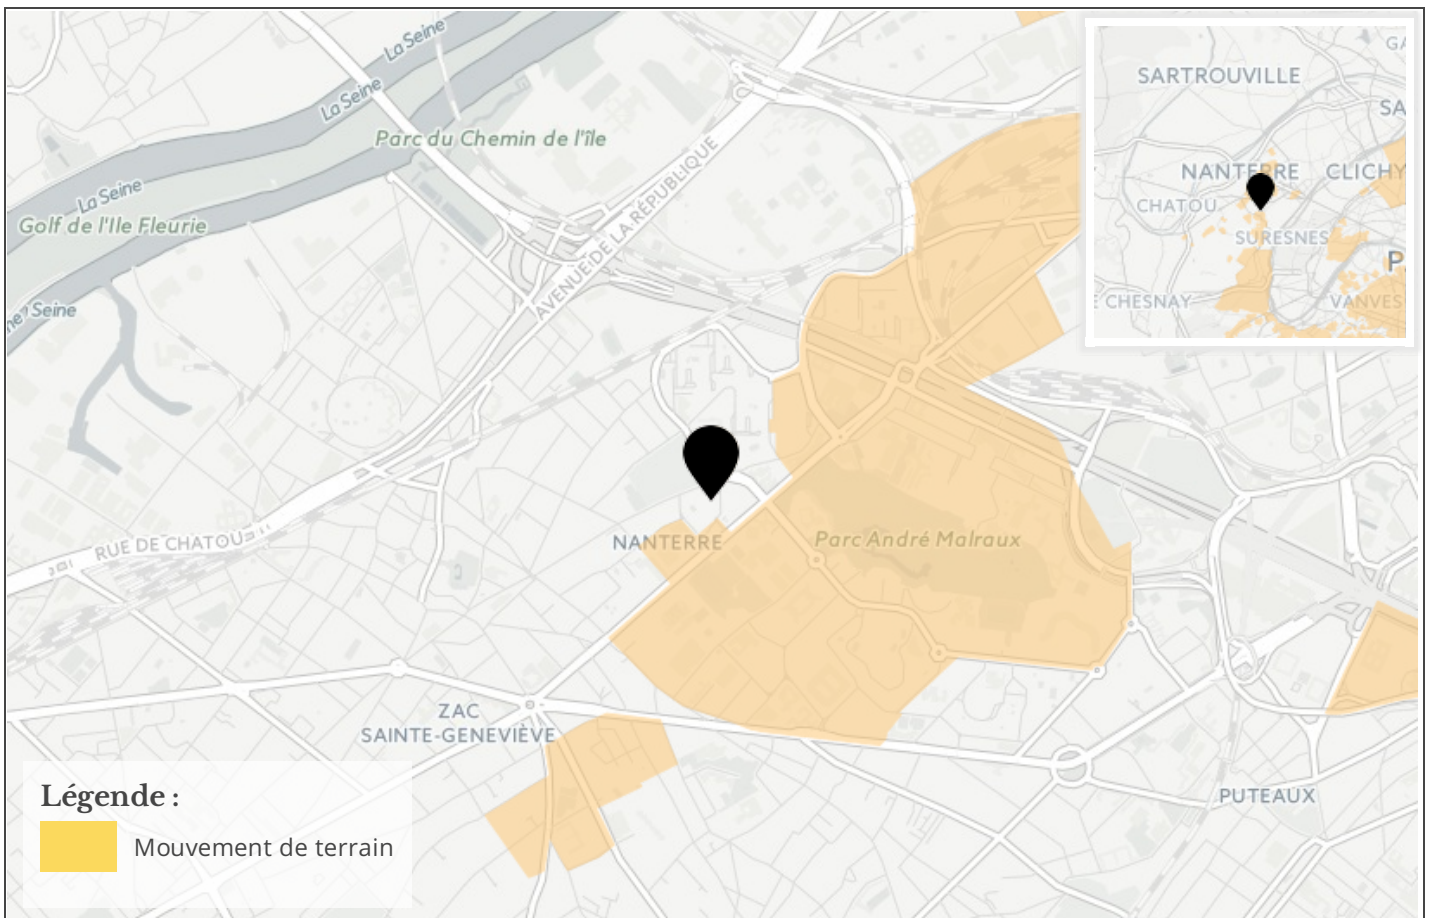 La Seine
La Seine
Parc du Chemin de l'île
La Seine
Golf de l'Ile Fleurie
Seine
AVENUE DE LA RÉPUBLIQUE
RUE DE CHATOU
NANTERRE
Parc André Malraux
ZAC
SAINTE-GENEVIÈVE
PUTEAUX
Légende :
Mouvement de terrain
GA
SARTROUVILLE
SA
NANTERRE
CLICHY
CHATOU
SURESNES
P
E CHESNAY
VANVES